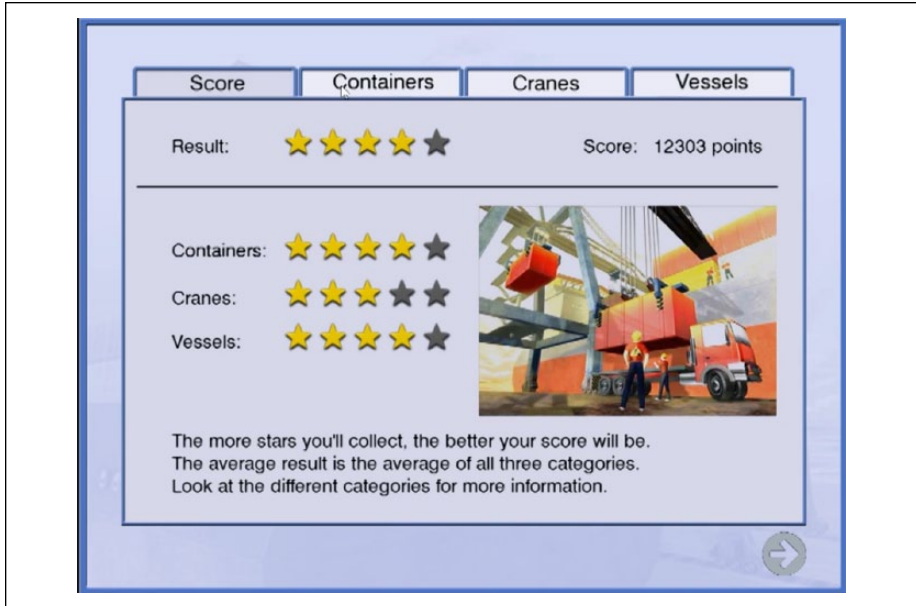 Score Containers Cranes Vessels
Result: Score: 12303 points
Containers:
Cranes:
Vessels:
The more stars you'll collect, the better your score will be.
The average result is the average of all three categories.
Look at the different categories for more information.